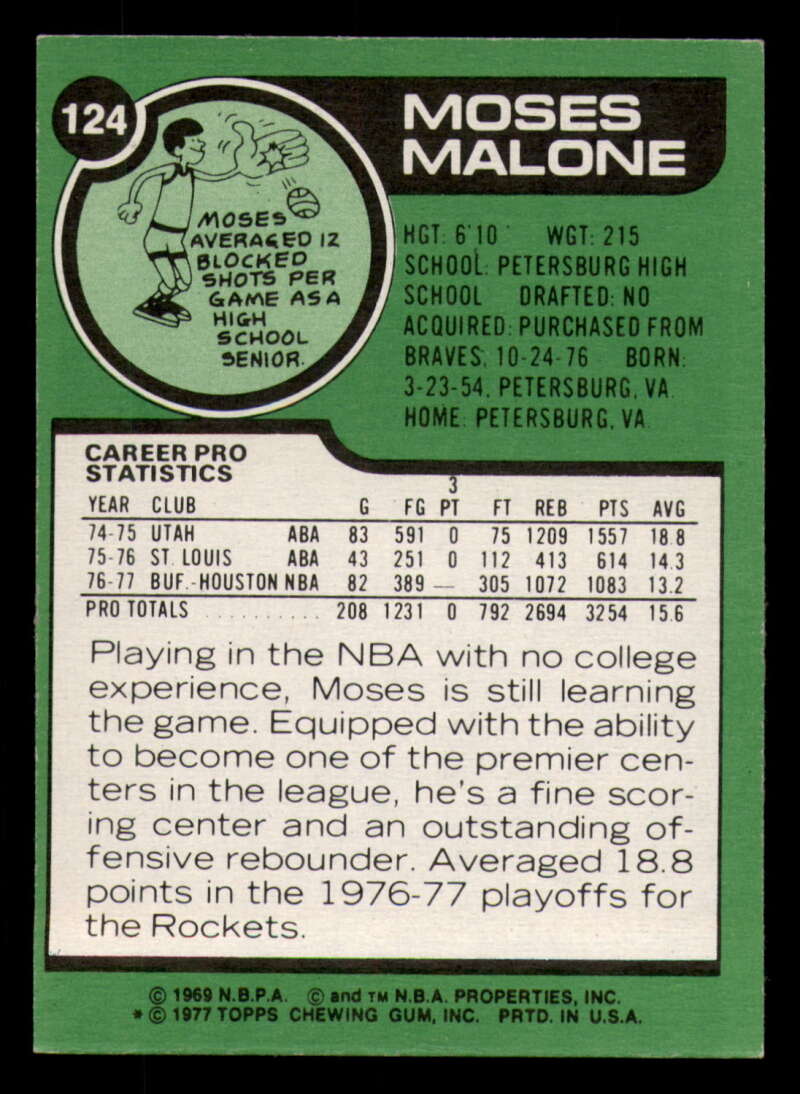 124
MOSES
MALONE
MOSES
AVERAGED 12
BLOCKED
SHOTS PER
GAME AS A
HIGH
SCHOOL
SENIOR.
HGT: 6'10" WGT: 215
SCHOOL: PETERSBURG HIGH
SCHOOL DRAFTED: NO
ACQUIRED: PURCHASED FROM
BRAVES, 10-24-76 BORN:
3-23-54, PETERSBURG, VA.
HOME: PETERSBURG, VA.
CAREER PRO
STATISTICS
YEAR CLUB G FG 3 PT FT REB PTS AVG
74-75 UTAH ABA 83 591 0 75 1209 1557 18.8
75-76 ST. LOUIS ABA 43 251 0 112 413 614 14.3
76-77 BUF.-HOUSTON NBA 82 389 — 305 1072 1083 13.2
PRO TOTALS .......... 208 1231 0 792 2694 3254 15.6
Playing in the NBA with no college
experience, Moses is still learning
the game. Equipped with the ability
to become one of the premier cen-
ters in the league, he's a fine scor-
ing center and an outstanding of-
fensive rebounder. Averaged 18.8
points in the 1976-77 playoffs for
the Rockets.
© 1969 N.B.P.A. © and TM N.B.A. PROPERTIES, INC.
* © 1977 TOPPS CHEWING GUM, INC. PRTD. IN U.S.A.